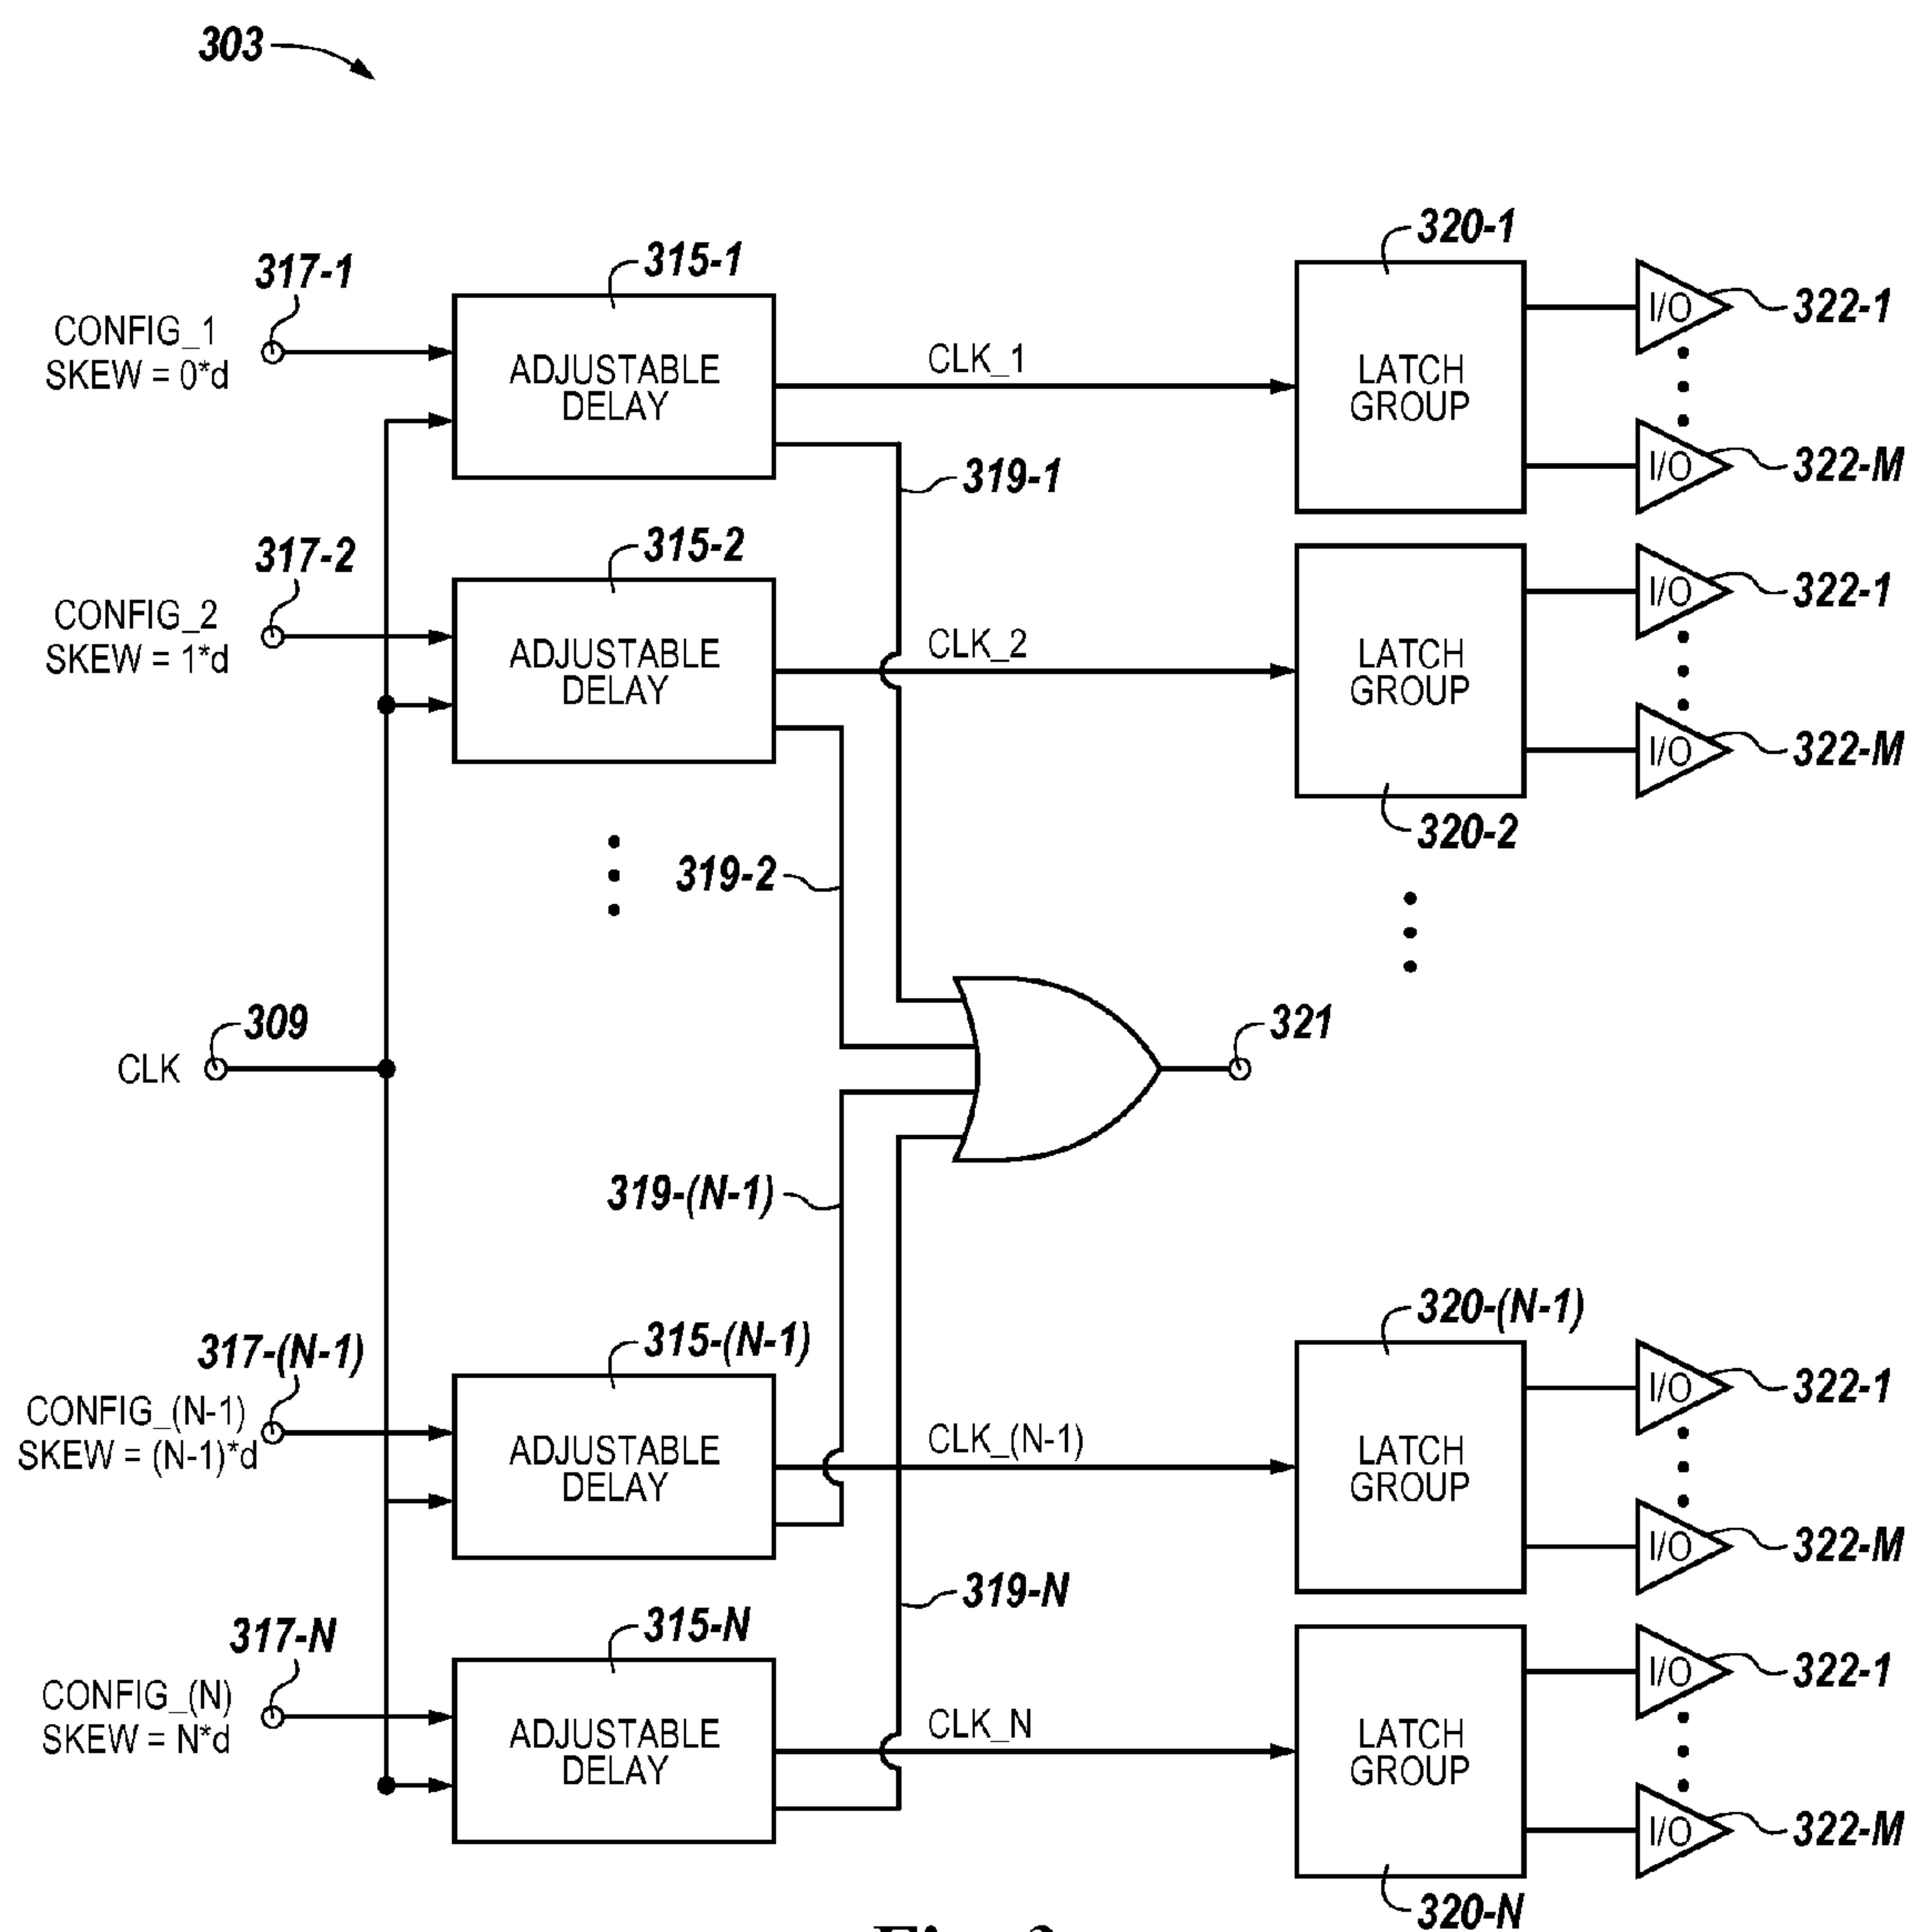 303
317-1
CONFIG_1
SKEW = 0*d
315-1
ADJUSTABLE
DELAY
CLK_1
319-1
320-1
LATCH
GROUP
I/O
322-1
I/O
322-M
317-2
CONFIG_2
SKEW = 1*d
315-2
ADJUSTABLE
DELAY
CLK_2
319-2
LATCH
GROUP
320-2
I/O
322-1
I/O
322-M
CLK
309
321
319-(N-1)
317-(N-1)
CONFIG_(N-1)
SKEW = (N-1)*d
315-(N-1)
ADJUSTABLE
DELAY
CLK_(N-1)
320-(N-1)
LATCH
GROUP
I/O
322-1
I/O
322-M
319-N
317-N
CONFIG_(N)
SKEW = N*d
315-N
ADJUSTABLE
DELAY
CLK_N
LATCH
GROUP
320-N
I/O
322-1
I/O
322-M